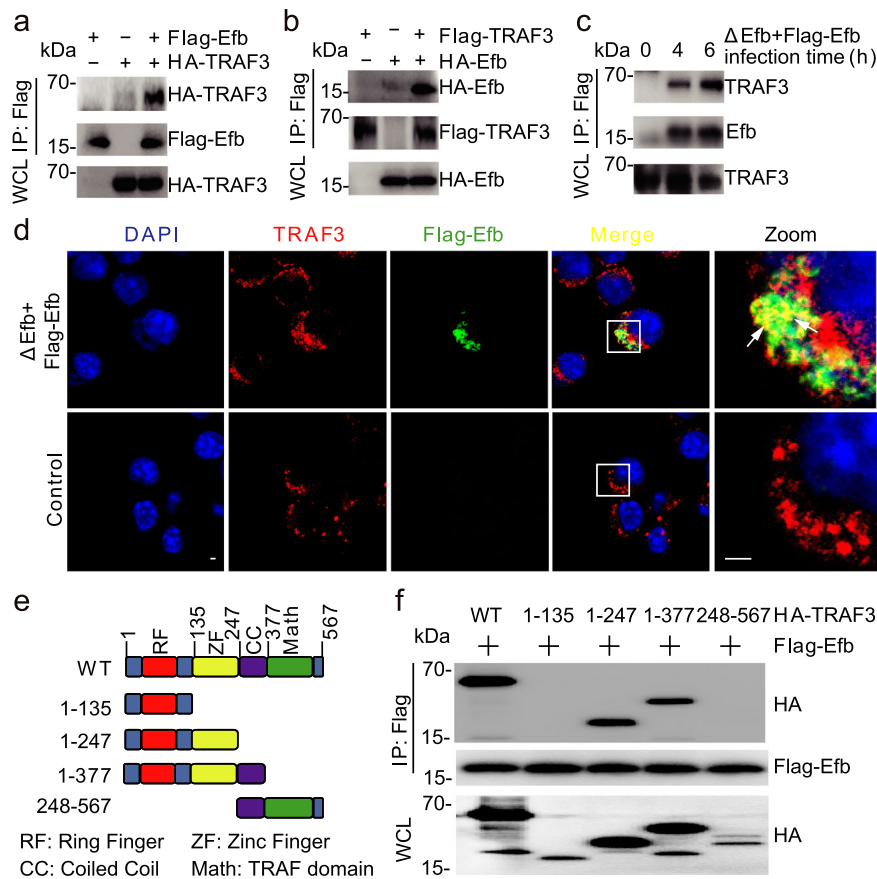 a
kDa
+ − + Flag-Efb
− + + HA-TRAF3
IP: Flag
70-
HA-TRAF3
15-
Flag-Efb
WCL
70-
HA-TRAF3
b
kDa
+ − + Flag-TRAF3
− + + HA-Efb
IP: Flag
15-
HA-Efb
70-
Flag-TRAF3
WCL
15-
HA-Efb
c
kDa
0 4 6
ΔEfb+Flag-Efb
infection time (h)
IP: Flag
70-
TRAF3
15-
Efb
WCL
70-
TRAF3
d
DAPI TRAF3 Flag-Efb Merge Zoom
ΔEfb+
Flag-Efb
Control
e
1 RF 135 ZF 247 CC 377 Math 567
WT
1-135
1-247
1-377
248-567
RF: Ring Finger ZF: Zinc Finger
CC: Coiled Coil Math: TRAF domain
f
WT 1-135 1-247 1-377 248-567 HA-TRAF3
kDa
+ + + + + Flag-Efb
IP: Flag
70-
HA
15-
Flag-Efb
15-
WCL
70-
HA
15-